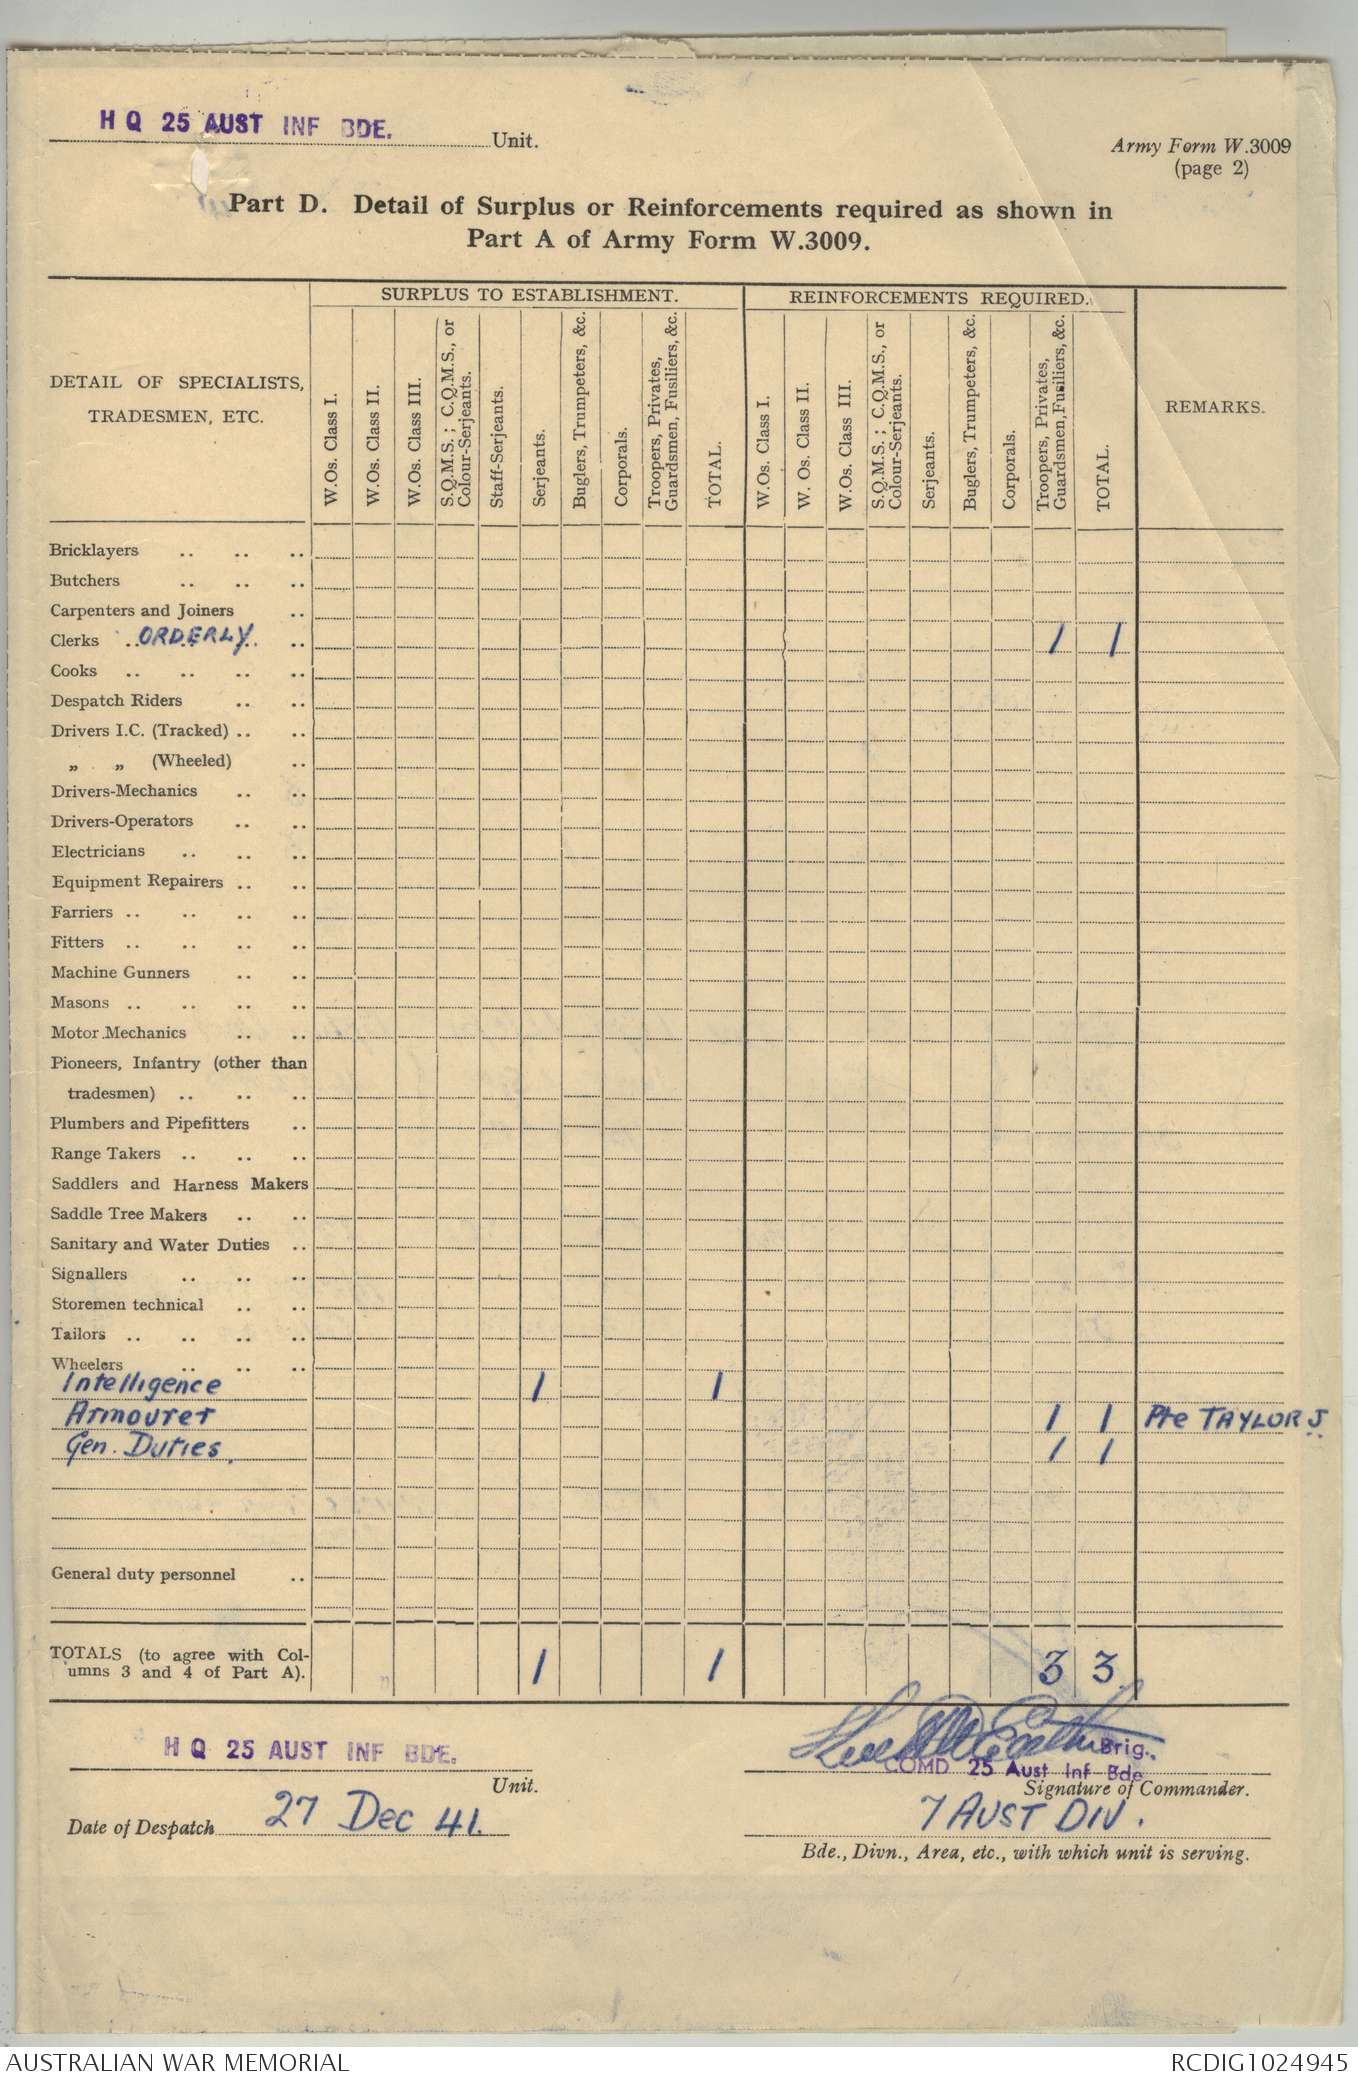 H Q 25 AUST INF BDE.
Unit.
Army Form W.3009
(page 2)
Part D. Detail of Surplus or Reinforcements required as shown in
Part A of Army Form W.3009.
DETAIL OF SPECIALISTS,
TRADESMEN, ETC.
SURPLUS TO ESTABLISHMENT.
W.Os. Class I.
W.Os. Class II.
W.Os. Class III.
S.Q.M.S. ; C.Q.M.S., or
Colour-Serjeants.
Staff-Serjeants.
Serjeants.
Buglers, Trumpeters, &c.
Corporals.
Troopers, Privates,
Guardsmen, Fusiliers, &c.
TOTAL.
REINFORCEMENTS REQUIRED.
W.Os. Class I.
W. Os. Class II.
W.Os. Class III.
S.Q.M.S. ; C.Q.M.S., or
Colour-Serjeants.
Serjeants.
Buglers, Trumpeters, &c.
Corporals.
Troopers, Privates,
Guardsmen, Fusiliers, &c.
TOTAL.
REMARKS.
Bricklayers .. .. ..
Butchers .. .. ..
Carpenters and Joiners ..
Clerks .. ORDERLY. .. 1 1
Cooks .. .. .. ..
Despatch Riders .. ..
Drivers I.C. (Tracked) .. ..
„ „ (Wheeled) ..
Drivers-Mechanics .. ..
Drivers-Operators .. ..
Electricians .. .. ..
Equipment Repairers .. ..
Farriers .. .. .. ..
Fitters .. .. .. ..
Machine Gunners .. ..
Masons .. .. .. ..
Motor Mechanics .. ..
Pioneers, Infantry (other than
tradesmen) .. .. ..
Plumbers and Pipefitters ..
Range Takers .. .. ..
Saddlers and Harness Makers
Saddle Tree Makers .. ..
Sanitary and Water Duties ..
Signallers .. .. ..
Storemen technical .. ..
Tailors .. .. .. ..
Wheelers .. .. ..
Intelligence 1 1
Armourer 1 1 Pte TAYLOR J
Gen. Duties. 1 1
General duty personnel ..
TOTALS (to agree with Col-
umns 3 and 4 of Part A). 1 1 3 3
H Q 25 AUST INF BDE.
Unit.
Brig.
COMD 25 Aust Inf Bde
Signature of Commander.
Date of Despatch 27 Dec 41.
7 AUST DIV.
Bde., Divn., Area, etc., with which unit is serving.
AUSTRALIAN WAR MEMORIAL
RCDIG1024945